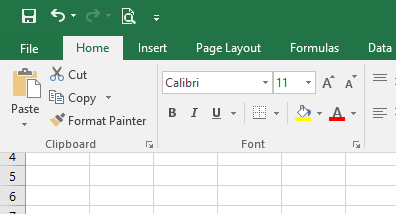 File Home Insert Page Layout Formulas Data
Cut
Calibri 11 A A
Paste
Copy
Format Painter
B I U A
Clipboard Font
4
5
6
7